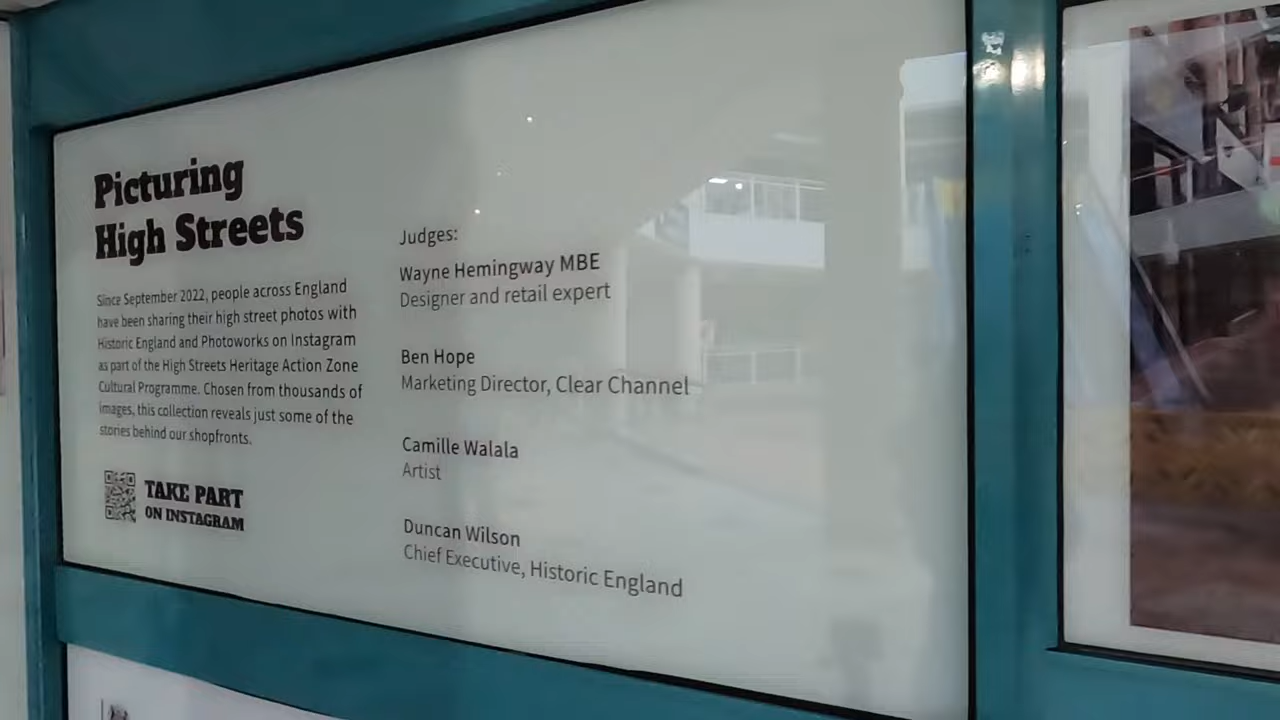 Picturing
High Streets
Since September 2022, people across England
have been sharing their high street photos with
Historic England and Photoworks on Instagram
as part of the High Streets Heritage Action Zone
Cultural Programme. Chosen from thousands of
images, this collection reveals just some of the
stories behind our shopfronts.
TAKE PART
ON INSTAGRAM
Judges:
Wayne Hemingway MBE
Designer and retail expert
Ben Hope
Marketing Director, Clear Channel
Camille Walala
Artist
Duncan Wilson
Chief Executive, Historic England